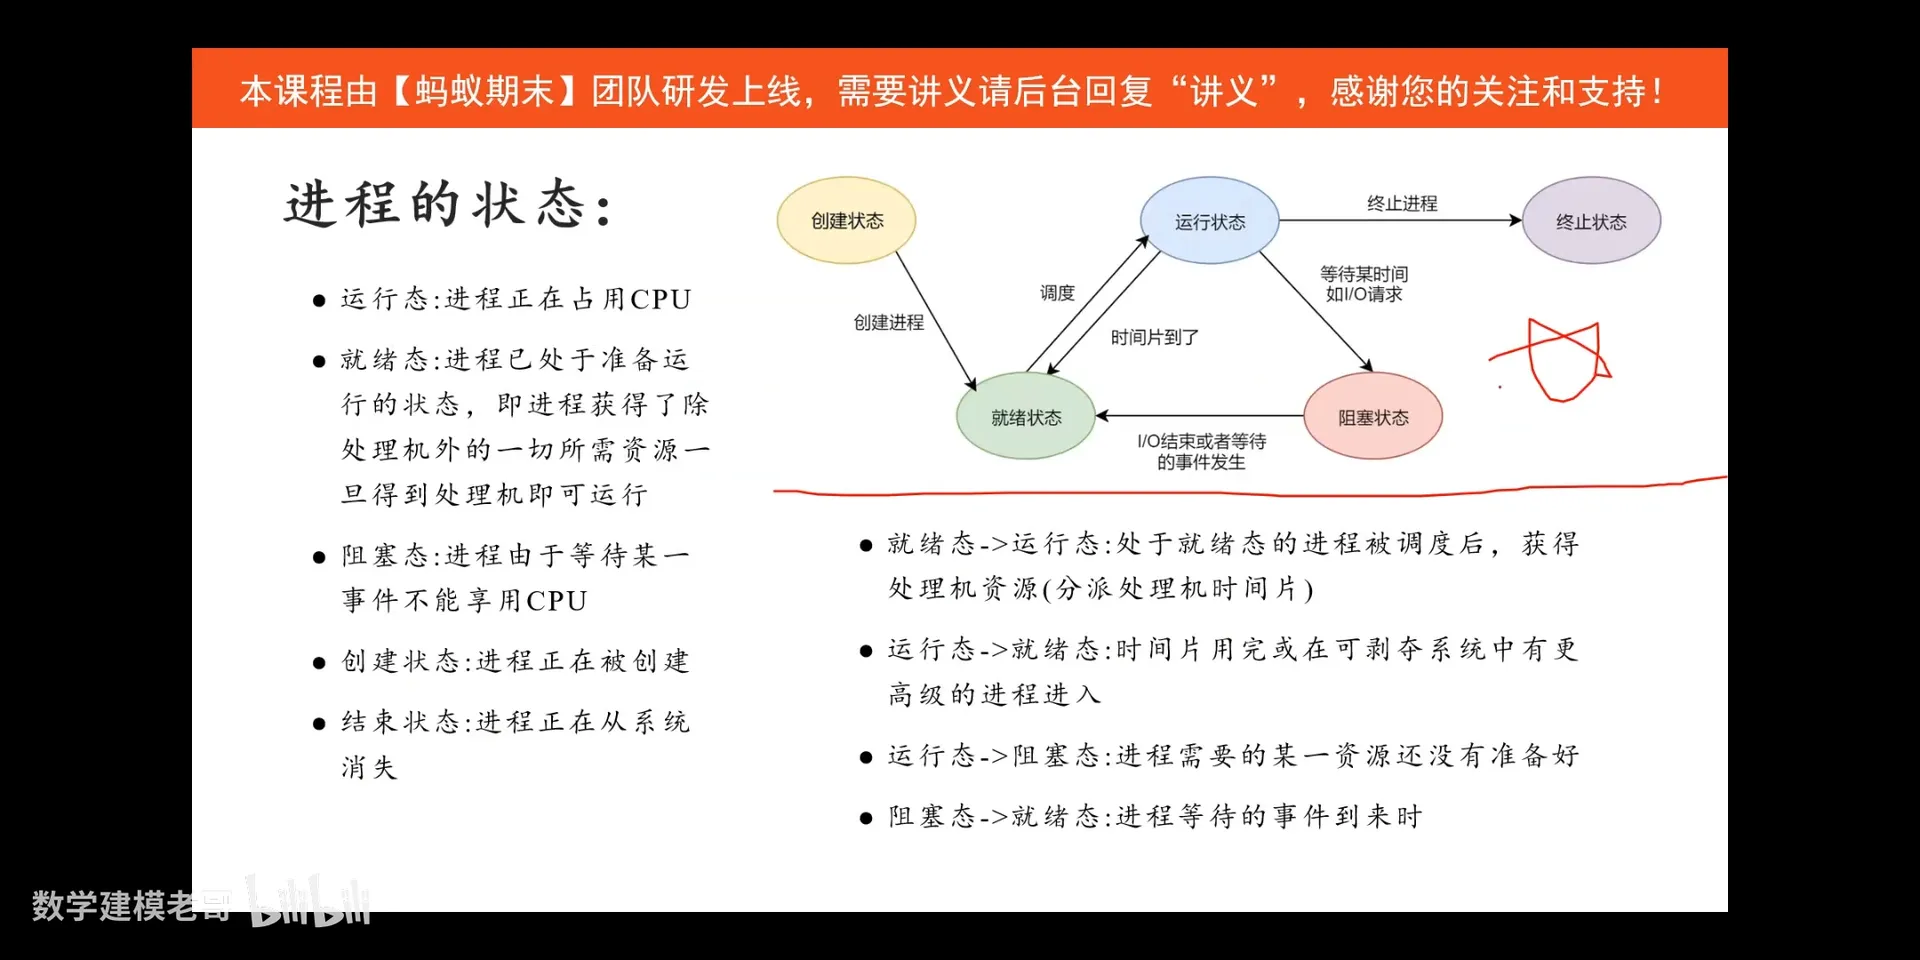 本课程由【蚂蚁期末】团队研发上线，需要讲义请后台回复“讲义”，感谢您的关注和支持！
进程的状态：
● 运行态:进程正在占用CPU
● 就绪态:进程已处于准备运
行的状态，即进程获得了除
处理机外的一切所需资源一
旦得到处理机即可运行
● 阻塞态:进程由于等待某一
事件不能享用CPU
● 创建状态:进程正在被创建
● 结束状态:进程正在从系统
消失
创建状态
运行状态
终止进程
终止状态
等待某时间
如I/O请求
调度
创建进程
时间片到了
就绪状态
阻塞状态
I/O结束或者等待
的事件发生
● 就绪态->运行态:处于就绪态的进程被调度后，获得
处理机资源(分派处理机时间片)
● 运行态->就绪态:时间片用完或在可剥夺系统中有更
高级的进程进入
● 运行态->阻塞态:进程需要的某一资源还没有准备好
● 阻塞态->就绪态:进程等待的事件到来时
数学建模老哥 bilibili